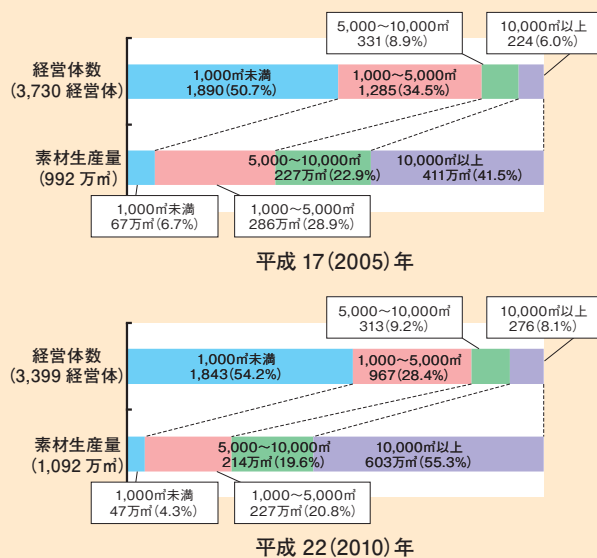 5,000～10,000㎥
331(8.9%)
10,000㎥以上
224(6.0%)
経営体数
(3,730 経営体)
1,000㎥未満
1,890(50.7%)
1,000～5,000㎥
1,285(34.5%)
素材生産量
(992 万㎥)
5,000～10,000㎥
227万㎥(22.9%)
10,000㎥以上
411万㎥(41.5%)
1,000㎥未満
67万㎥(6.7%)
1,000～5,000㎥
286万㎥(28.9%)
平成 17(2005)年
5,000～10,000㎥
313(9.2%)
10,000㎥以上
276(8.1%)
経営体数
(3,399 経営体)
1,000㎥未満
1,843(54.2%)
1,000～5,000㎥
967(28.4%)
素材生産量
(1,092 万㎥)
5,000～10,000㎥
214万㎥(19.6%)
10,000㎥以上
603万㎥(55.3%)
1,000㎥未満
47万㎥(4.3%)
1,000～5,000㎥
227万㎥(20.8%)
平成 22(2010)年